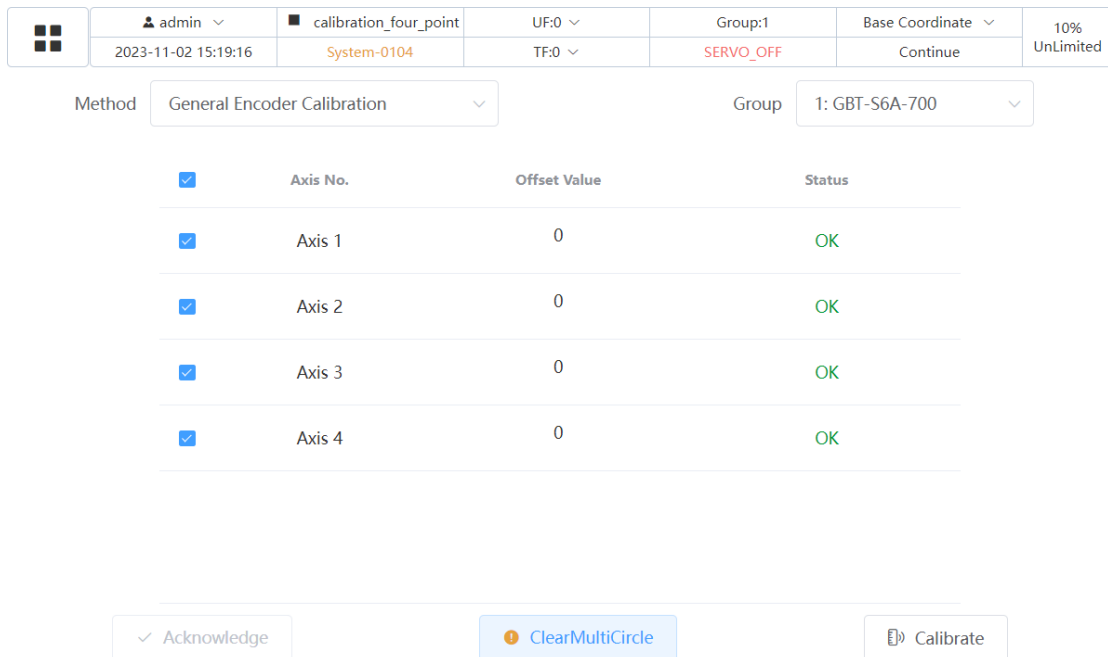 admin calibration_four_point UF:0 Group:1 Base Coordinate 10%
2023-11-02 15:19:16 System-0104 TF:0 SERVO_OFF Continue UnLimited
Method General Encoder Calibration Group 1: GBT-S6A-700
Axis No. Offset Value Status
Axis 1 0 OK
Axis 2 0 OK
Axis 3 0 OK
Axis 4 0 OK
Acknowledge ClearMultiCircle Calibrate